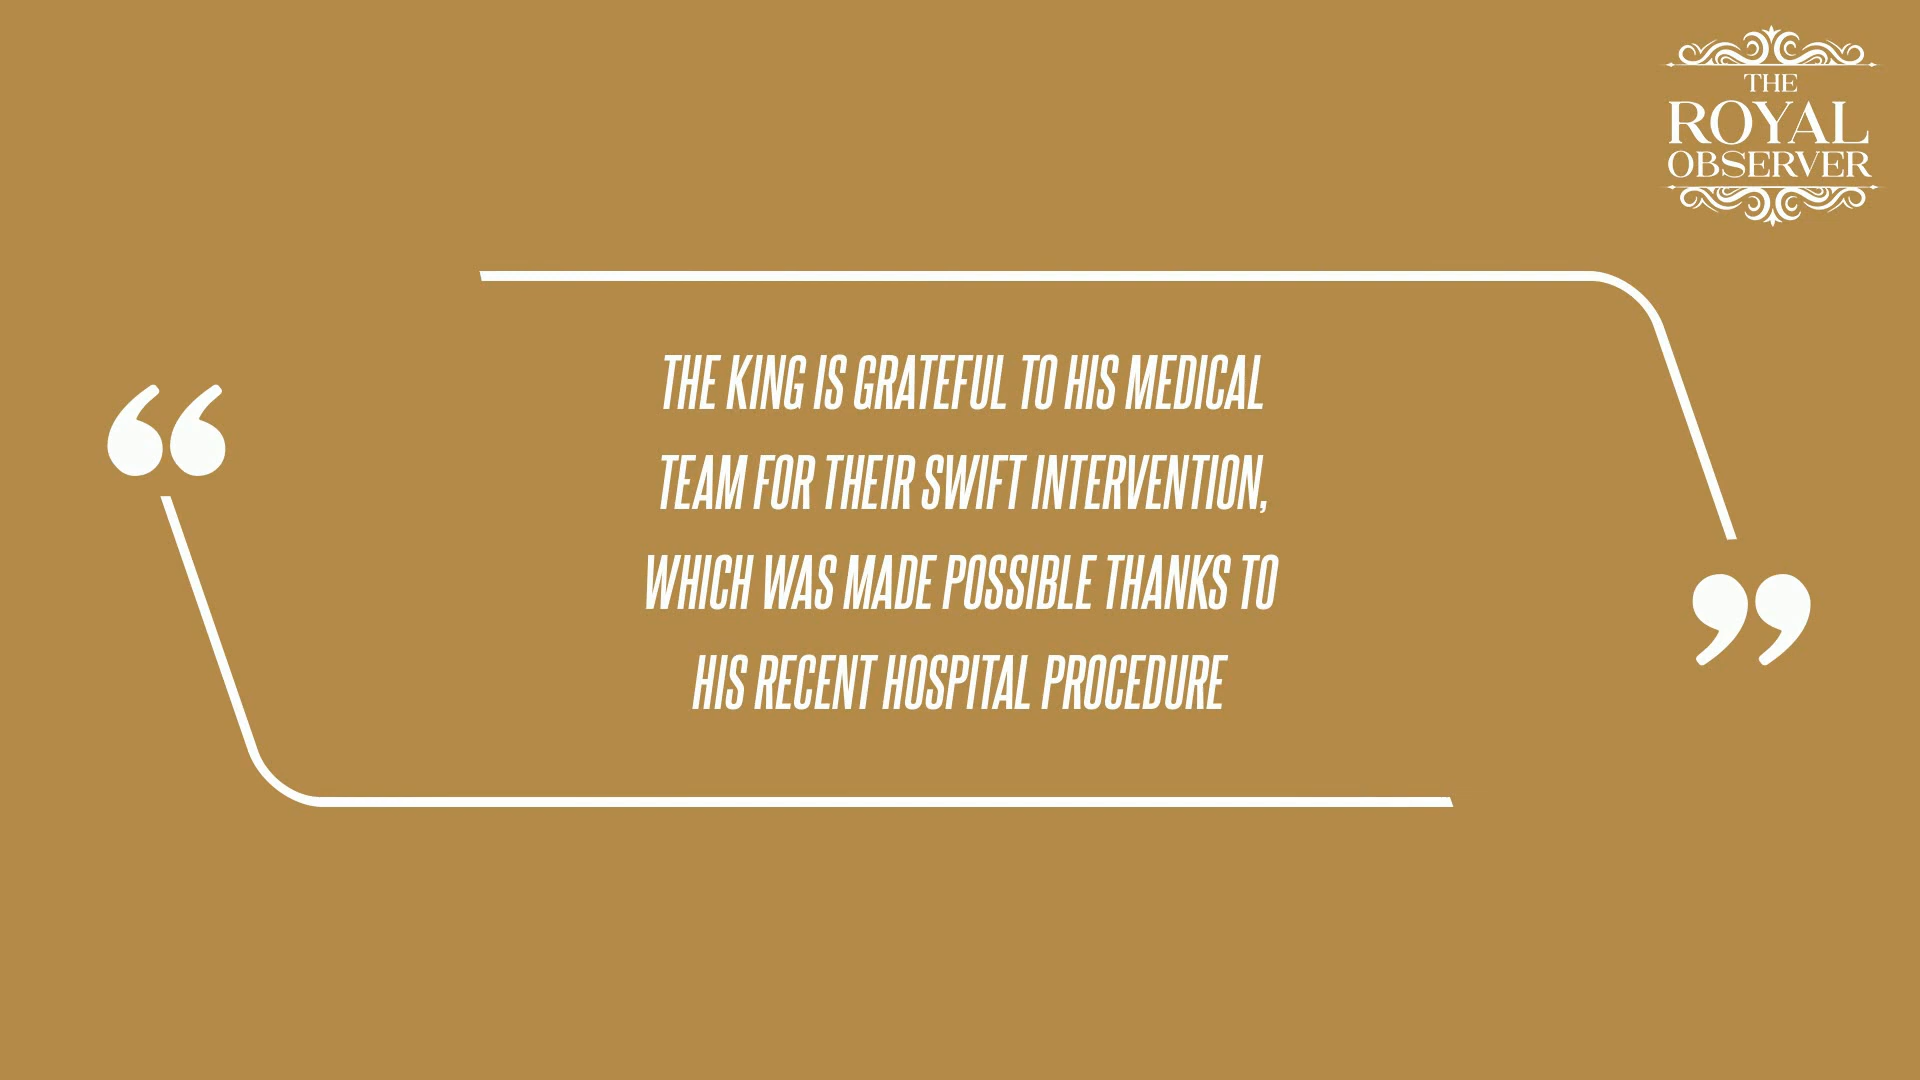 THE
ROYAL
OBSERVER
“
THE KING IS GRATEFUL TO HIS MEDICAL
TEAM FOR THEIR SWIFT INTERVENTION,
WHICH WAS MADE POSSIBLE THANKS TO
HIS RECENT HOSPITAL PROCEDURE
”